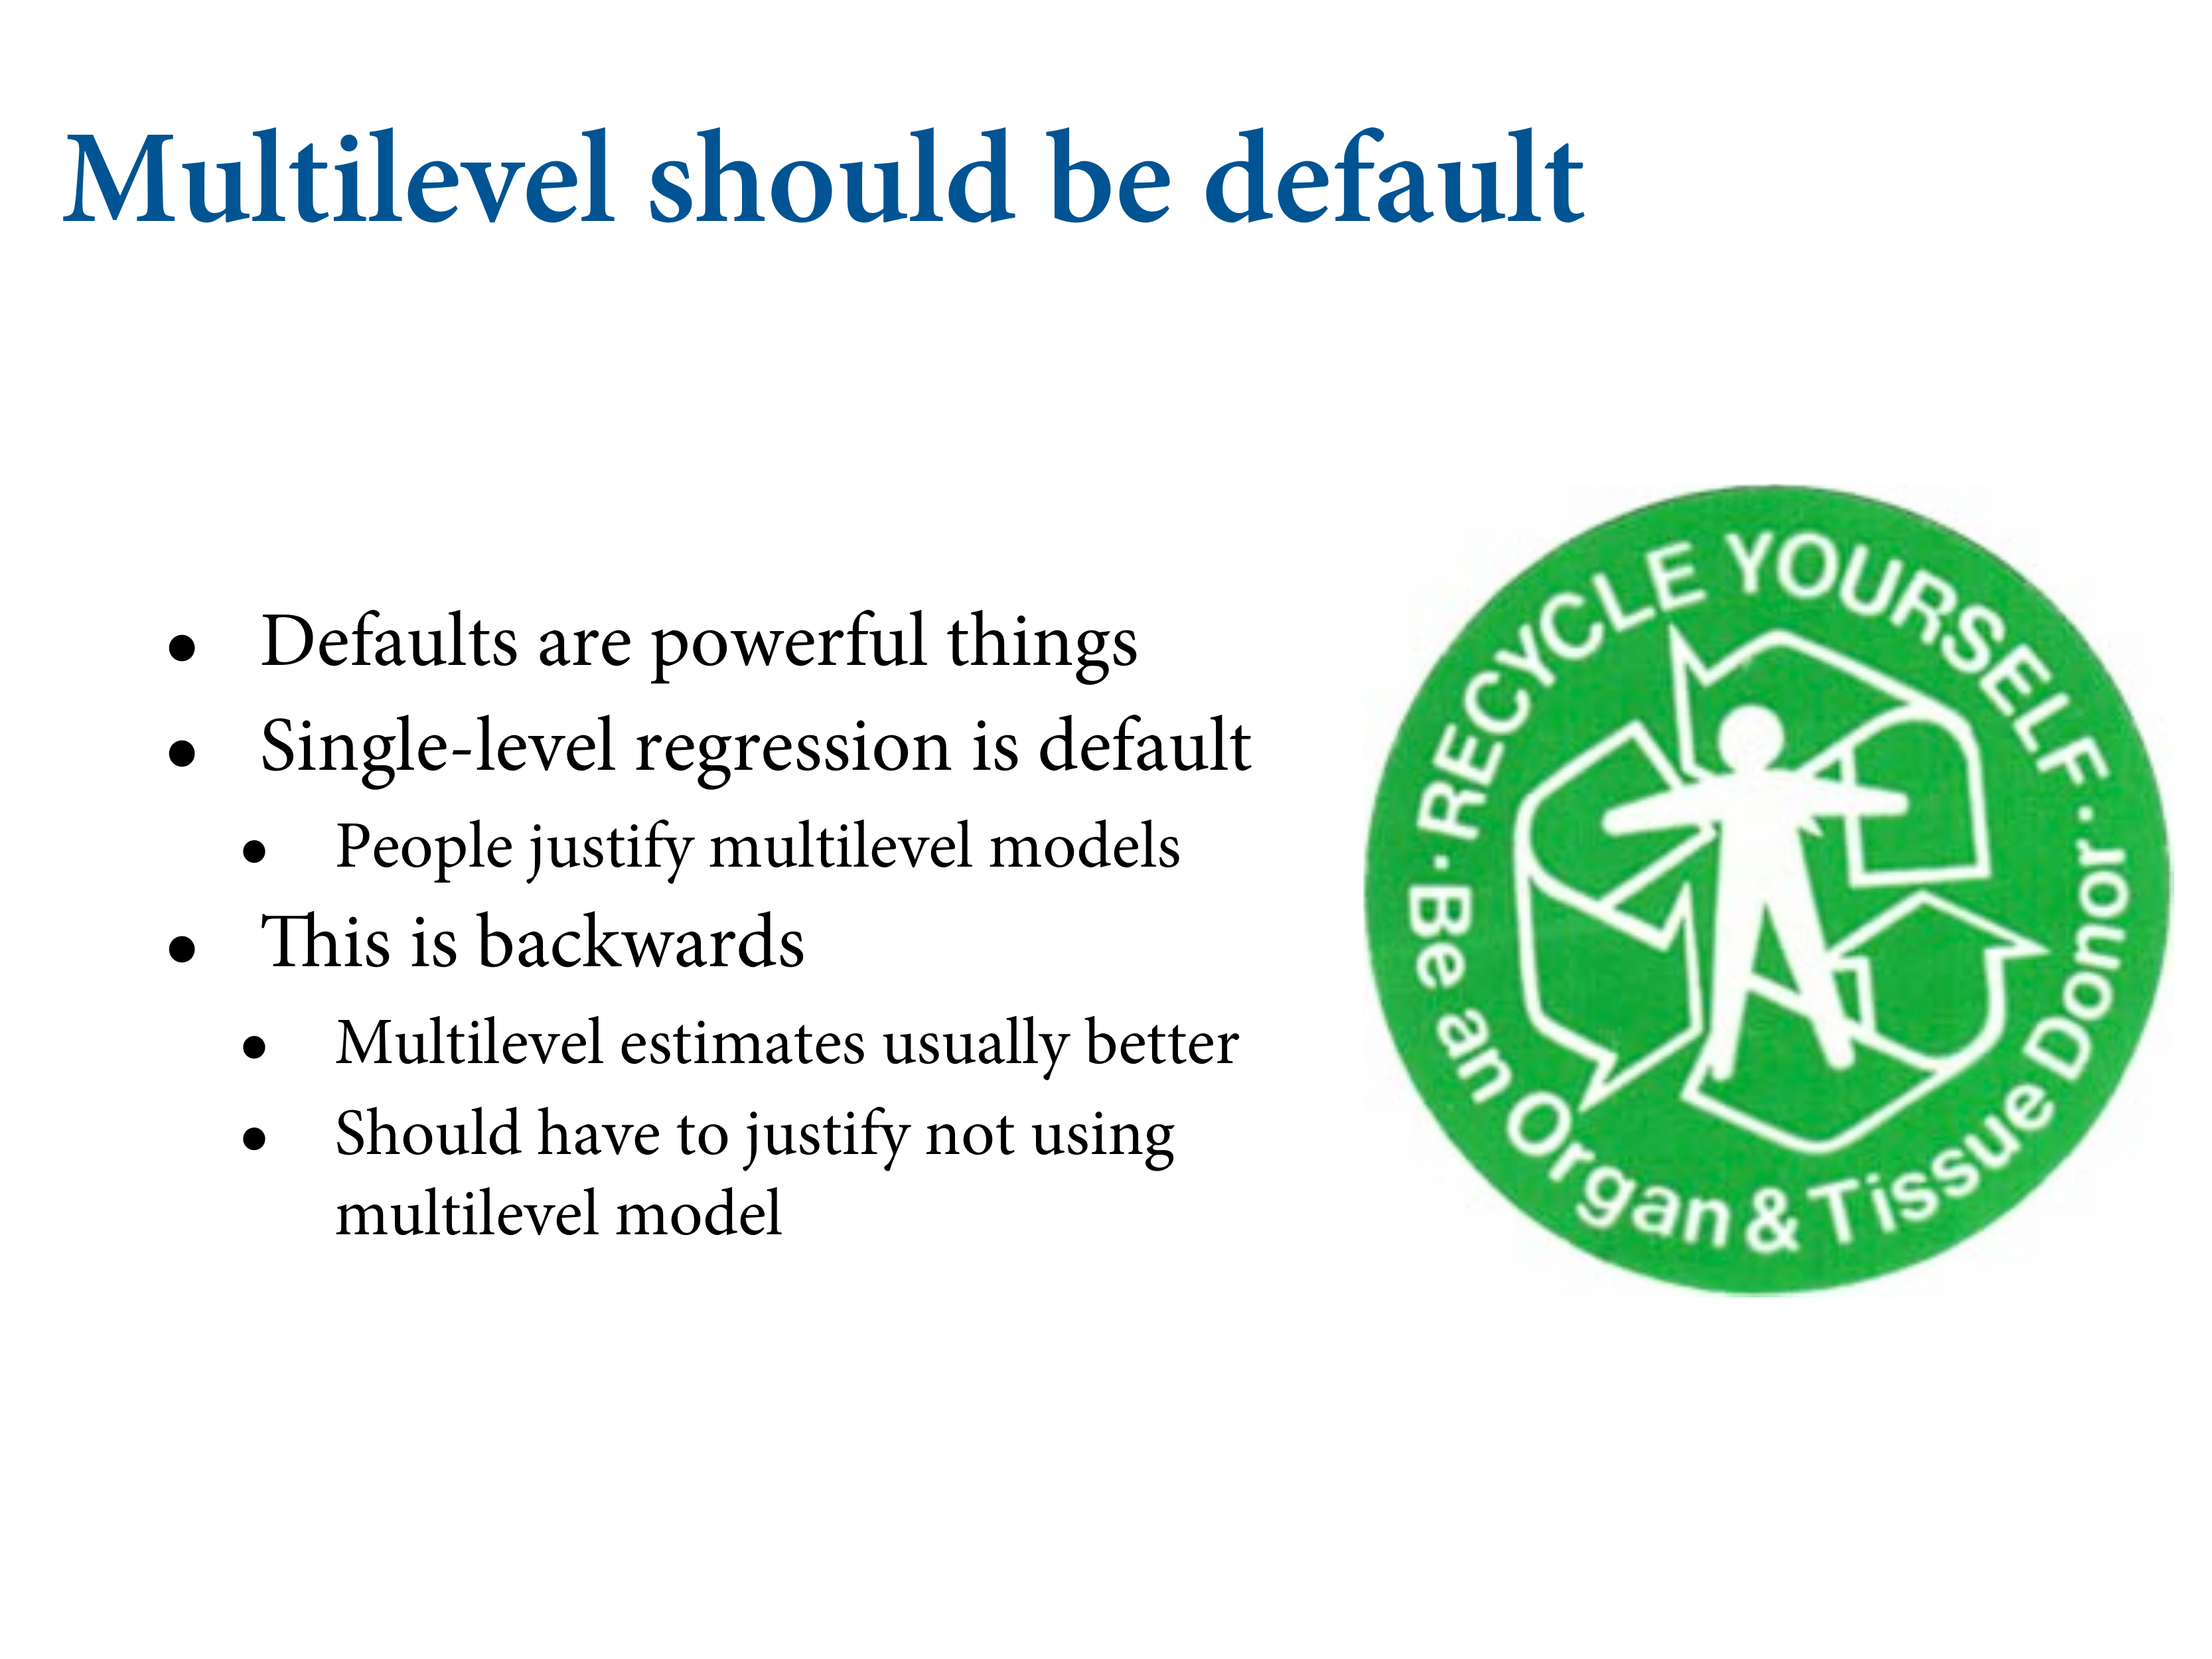 Multilevel should be default
• Defaults are powerful things
• Single-level regression is default
• People justify multilevel models
• This is backwards
• Multilevel estimates usually better
• Should have to justify not using
multilevel model
RECYCLE YOURSELF ·
Be an Organ & Tissue Donor ·